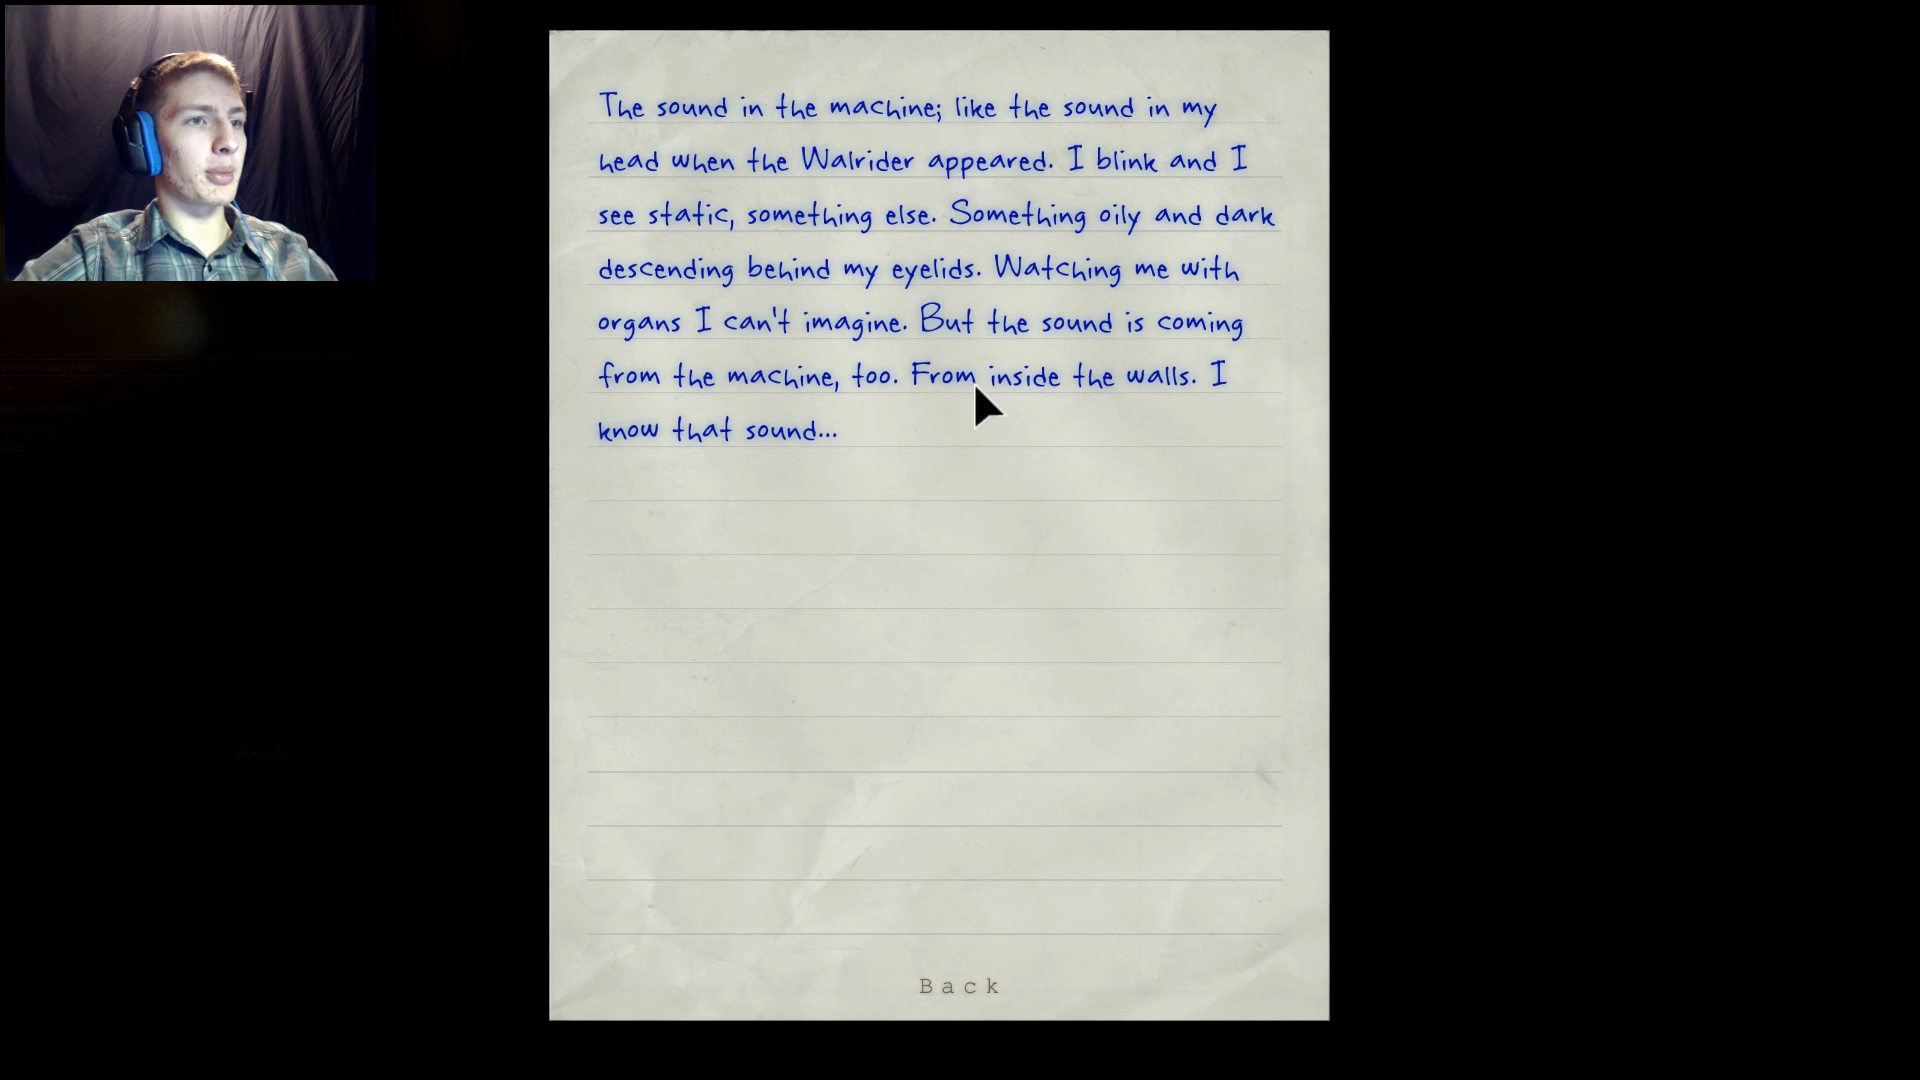 The sound in the machine; like the sound in my
head when the Walrider appeared. I blink and I
see static, something else. Something oily and dark
descending behind my eyelids. Watching me with
organs I can't imagine. But the sound is coming
from the machine, too. From inside the walls. I
know that sound...
Back